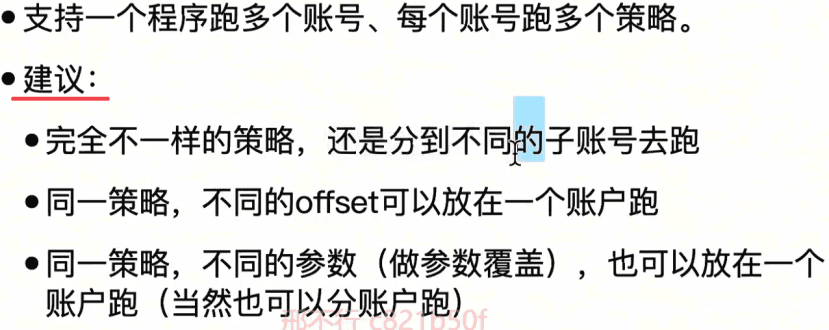 • 支持一个程序跑多个账号、每个账号跑多个策略。
• 建议：
• 完全不一样的策略，还是分到不同的子账号去跑
• 同一策略，不同的offset可以放在一个账户跑
• 同一策略，不同的参数（做参数覆盖），也可以放在一个
账户跑（当然也可以分账户跑）
邢不行 c821b50f